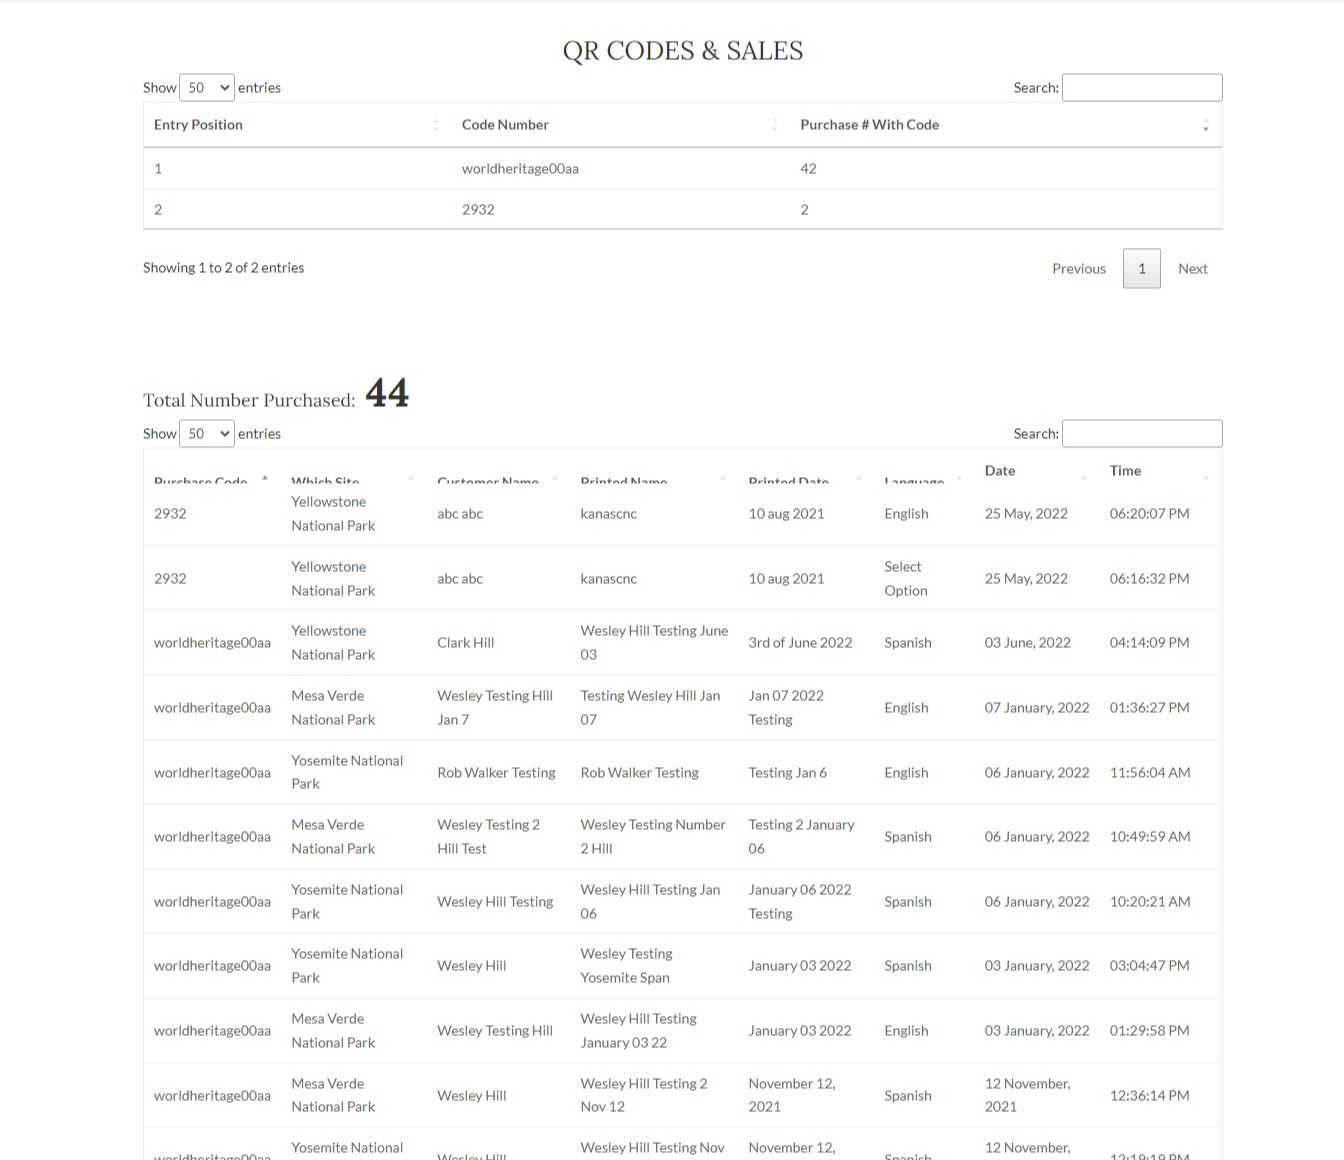 QR CODES & SALES
Show 50 entries Search:
Entry Position Code Number Purchase # With Code
1 worldheritage00aa 42
2 2932 2
Showing 1 to 2 of 2 entries Previous 1 Next
Total Number Purchased: 44
Show 50 entries Search:
Purchase Code Which Site Customer Name Printed Name Printed Date Language Date Time
2932 Yellowstone National Park abc abc kanascnc 10 aug 2021 English 25 May, 2022 06:20:07 PM
2932 Yellowstone National Park abc abc kanascnc 10 aug 2021 Select Option 25 May, 2022 06:16:32 PM
worldheritage00aa Yellowstone National Park Clark Hill Wesley Hill Testing June 03 3rd of June 2022 Spanish 03 June, 2022 04:14:09 PM
worldheritage00aa Mesa Verde National Park Wesley Testing Hill Jan 7 Testing Wesley Hill Jan 07 Jan 07 2022 Testing English 07 January, 2022 01:36:27 PM
worldheritage00aa Yosemite National Park Rob Walker Testing Rob Walker Testing Testing Jan 6 English 06 January, 2022 11:56:04 AM
worldheritage00aa Mesa Verde National Park Wesley Testing 2 Hill Test Wesley Testing Number 2 Hill Testing 2 January 06 Spanish 06 January, 2022 10:49:59 AM
worldheritage00aa Yosemite National Park Wesley Hill Testing Wesley Hill Testing Jan 06 January 06 2022 Testing Spanish 06 January, 2022 10:20:21 AM
worldheritage00aa Yosemite National Park Wesley Hill Wesley Testing Yosemite Span January 03 2022 Spanish 03 January, 2022 03:04:47 PM
worldheritage00aa Mesa Verde National Park Wesley Testing Hill Wesley Hill Testing January 03 22 January 03 2022 English 03 January, 2022 01:29:58 PM
worldheritage00aa Mesa Verde National Park Wesley Hill Wesley Hill Testing 2 Nov 12 November 12, 2021 Spanish 12 November, 2021 12:36:14 PM
worldheritage00aa Yosemite National Wesley Hill Wesley Hill Testing Nov November 12, Spanish 12 November, 12:19:19 PM